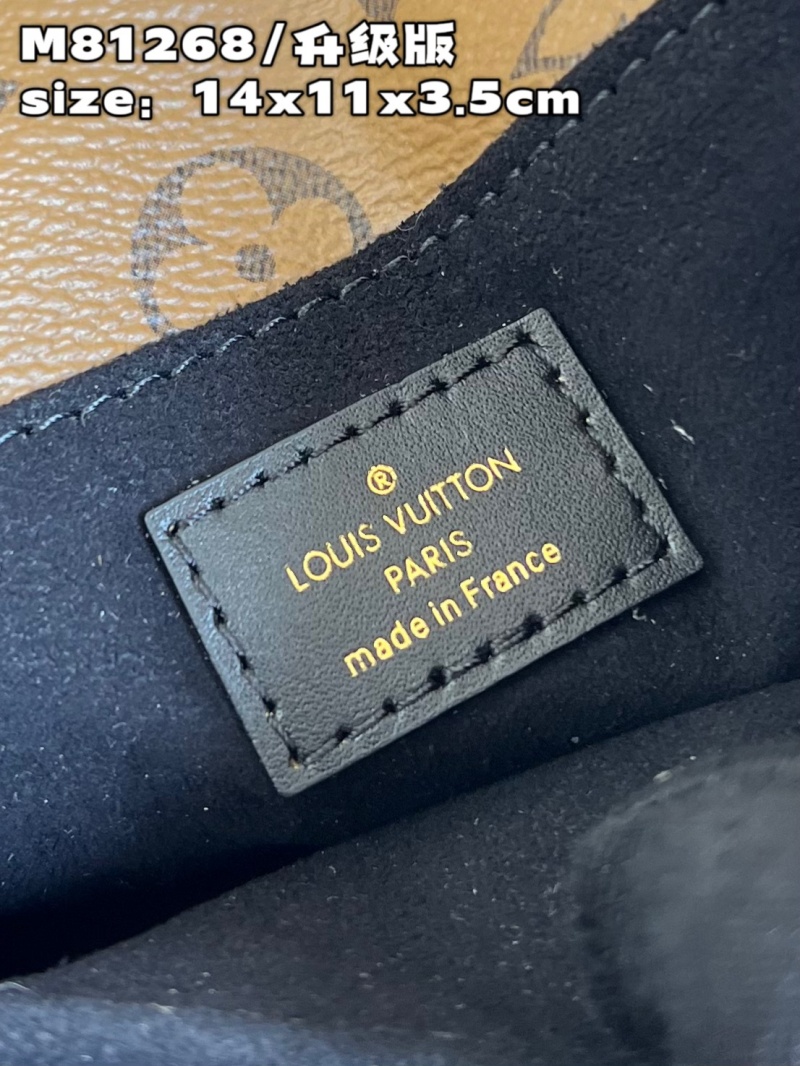 M81268/升级版
size：14x11x3.5cm
®
LOUIS VUITTON
PARIS
made in France